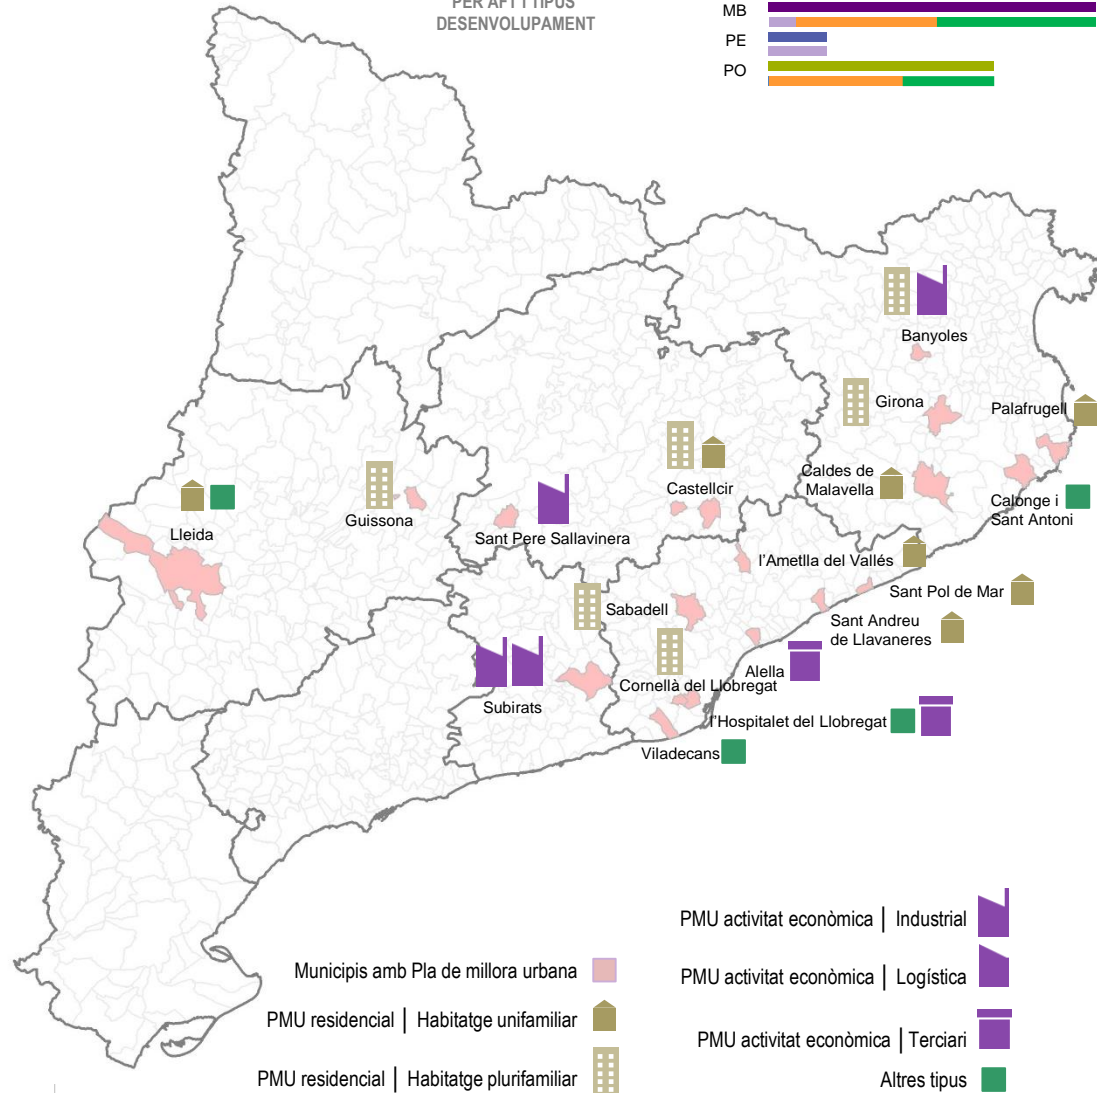 PER AFT I TIPUS
DESENVOLUPAMENT
MB
PE
PO
Banyoles
Girona
Palafrugell
Caldes de
Malavella
Calonge i
Sant Antoni
Castellcir
Guissona
Lleida
Sant Pere Sallavinera
l'Ametlla del Vallés
Sant Pol de Mar
Sabadell
Sant Andreu
de Llavaneres
Alella
Cornellà del Llobregat
Subirats
l'Hospitalet del Llobregat
Viladecans
PMU activitat econòmica | Industrial
Municipis amb Pla de millora urbana
PMU activitat econòmica | Logística
PMU residencial | Habitatge unifamiliar
PMU activitat econòmica | Terciari
PMU residencial | Habitatge plurifamiliar
Altres tipus